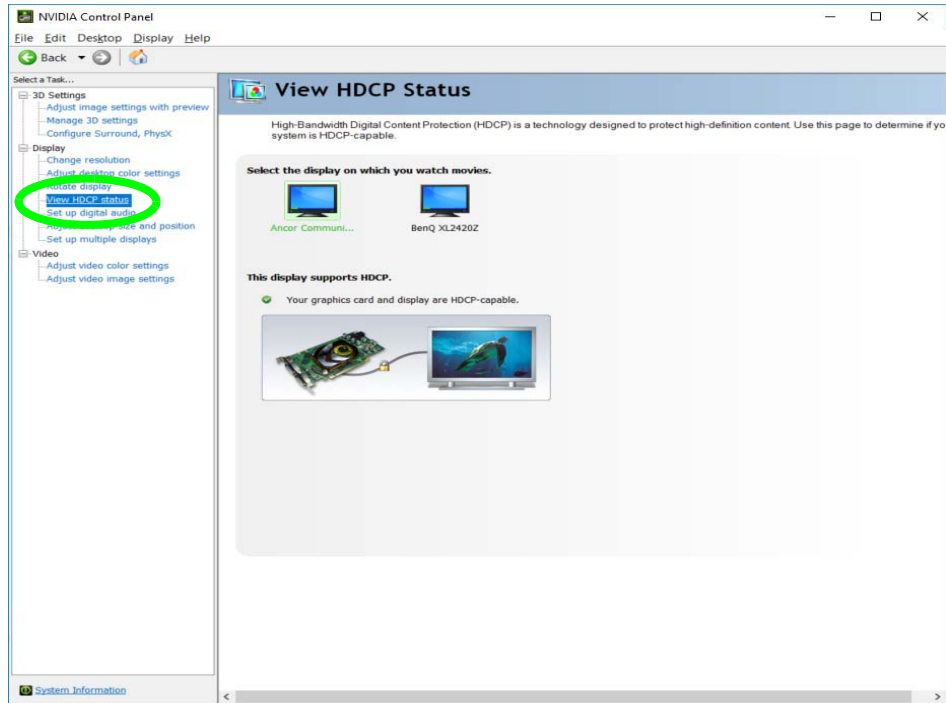 NVIDIA Control Panel
File Edit Desktop Display Help
Back
Select a Task...
3D Settings
Adjust image settings with preview
Manage 3D settings
Configure Surround, PhysX
Display
Change resolution
Adjust desktop color settings
Rotate display
View HDCP status
Set up digital audio
Adjust desktop size and position
Set up multiple displays
Video
Adjust video color settings
Adjust video image settings
System Information
View HDCP Status
High-Bandwidth Digital Content Protection (HDCP) is a technology designed to protect high-definition content. Use this page to determine if yo
system is HDCP-capable.
Select the display on which you watch movies.
Ancor Communi... BenQ XL2420Z
This display supports HDCP.
Your graphics card and display are HDCP-capable.